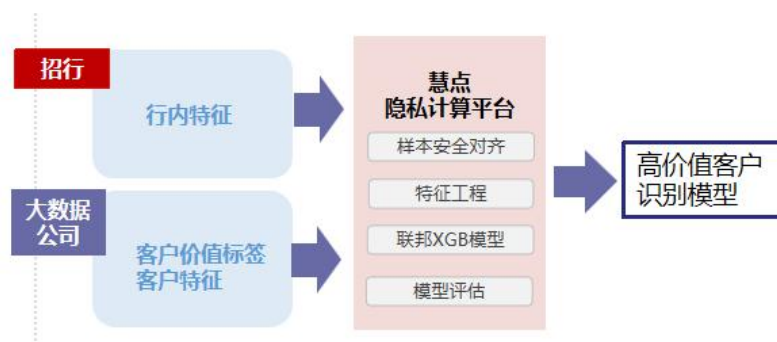 招行
行内特征
大数据
公司
客户价值标签
客户特征
慧点
隐私计算平台
样本安全对齐
特征工程
联邦XGB模型
模型评估
高价值客户
识别模型